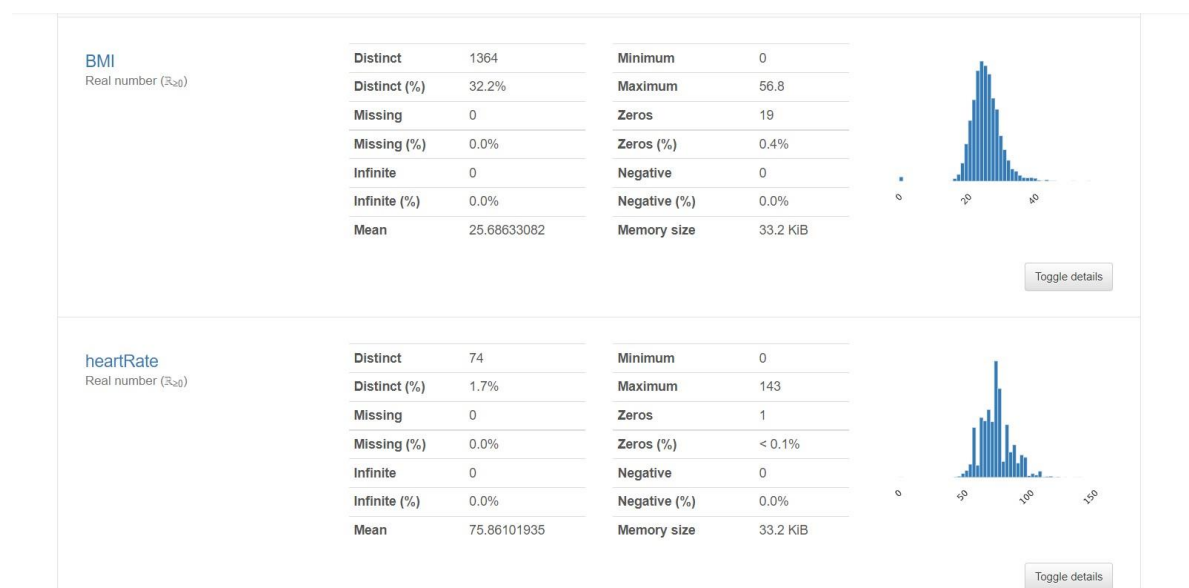 BMI
Real number (ℝ≥0)
Distinct 1364
Distinct (%) 32.2%
Missing 0
Missing (%) 0.0%
Infinite 0
Infinite (%) 0.0%
Mean 25.68633082
Minimum 0
Maximum 56.8
Zeros 19
Zeros (%) 0.4%
Negative 0
Negative (%) 0.0%
Memory size 33.2 KiB
0 20 40
Toggle details
heartRate
Real number (ℝ≥0)
Distinct 74
Distinct (%) 1.7%
Missing 0
Missing (%) 0.0%
Infinite 0
Infinite (%) 0.0%
Mean 75.86101935
Minimum 0
Maximum 143
Zeros 1
Zeros (%) < 0.1%
Negative 0
Negative (%) 0.0%
Memory size 33.2 KiB
0 50 100 150
Toggle details